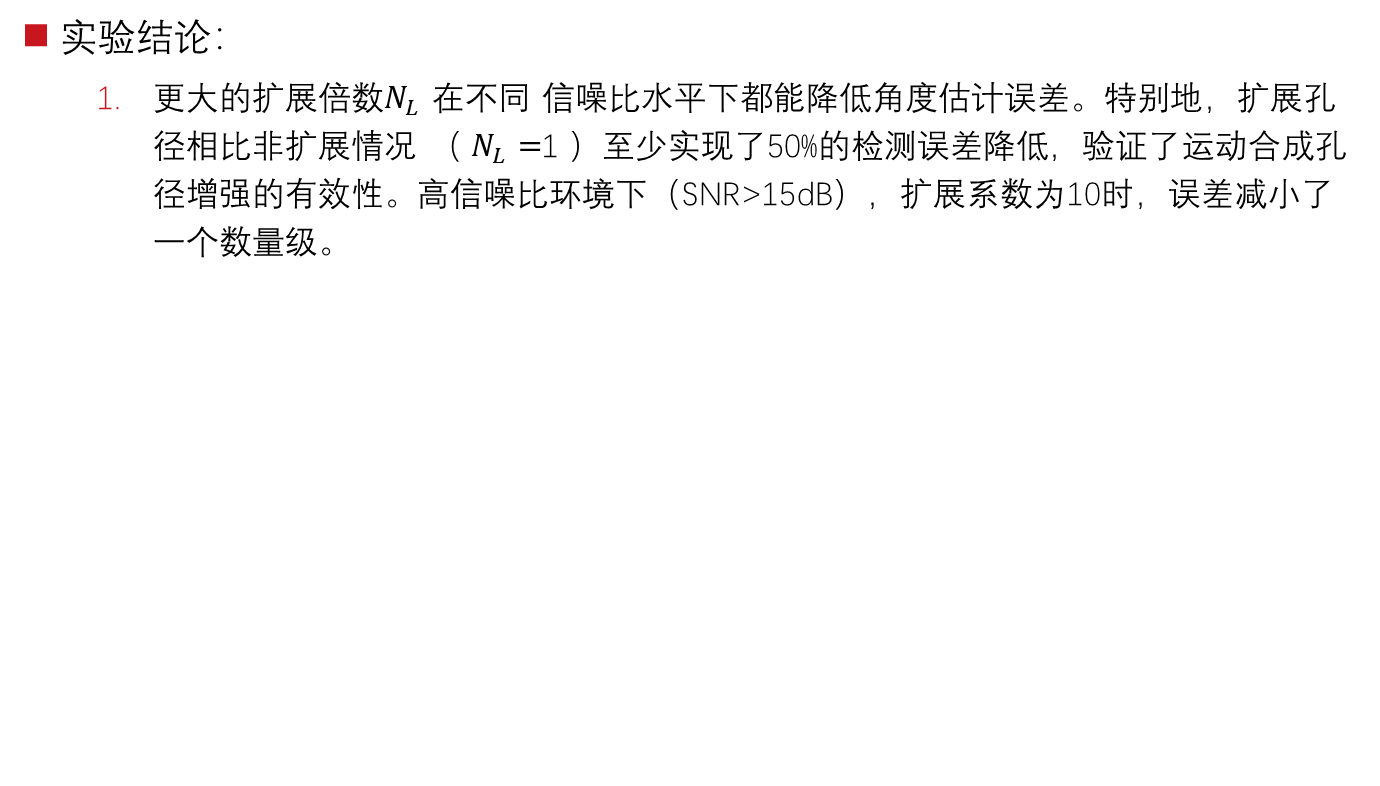 实验结论：
1. 更大的扩展倍数N_L 在不同 信噪比水平下都能降低角度估计误差。特别地，扩展孔
径相比非扩展情况 （ N_L =1 ）至少实现了50%的检测误差降低，验证了运动合成孔
径增强的有效性。高信噪比环境下（SNR>15dB），扩展系数为10时，误差减小了
一个数量级。